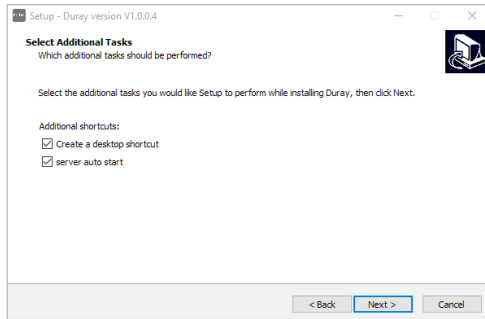 Setup - Duray version V1.0.0.4
Select Additional Tasks
Which additional tasks should be performed?
Select the additional tasks you would like Setup to perform while installing Duray, then click Next.
Additional shortcuts:
Create a desktop shortcut
server auto start
< Back
Next >
Cancel